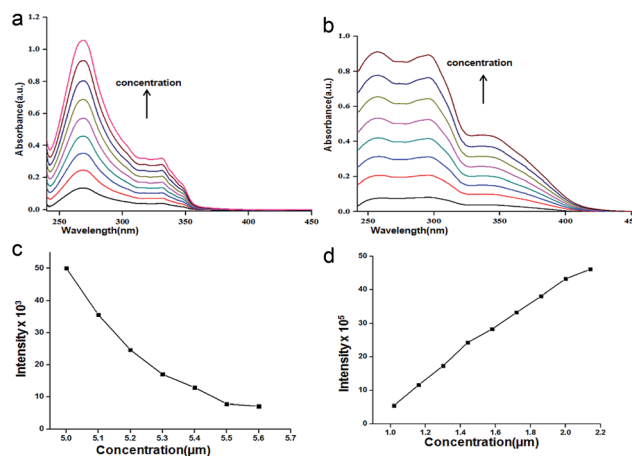 a
1.2
1.0
0.8
0.6
0.4
0.2
0.0
Absorbance(a.u.)
concentration
250 300 350 400 450
Wavelength(nm)
b
1.0
0.8
0.6
0.4
0.2
0.0
Absorbance(a.u.)
concentration
250 300 350 400 450
Wavelength(nm)
c
50
40
30
20
10
0
Intensity x 10³
5.0 5.1 5.2 5.3 5.4 5.5 5.6 5.7
Concentration(μm)
d
50
40
30
20
10
0
Intensity x 10⁵
1.0 1.2 1.4 1.6 1.8 2.0 2.2
Concentration(μm)